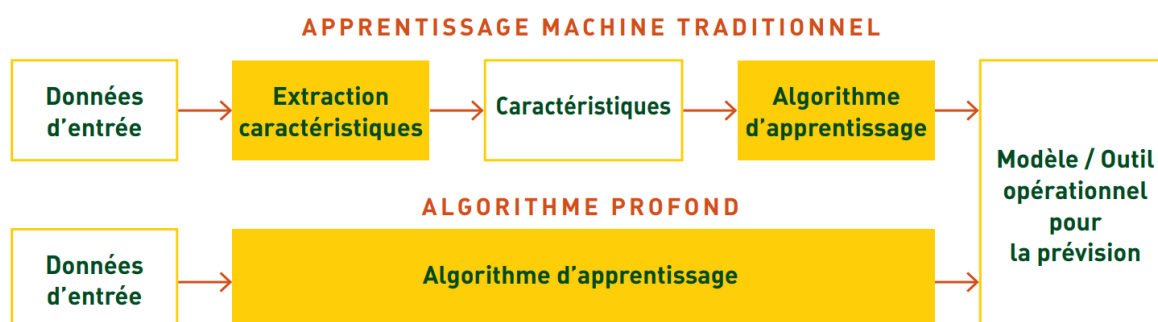 APPRENTISSAGE MACHINE TRADITIONNEL
Données
d'entrée
Extraction
caractéristiques
Caractéristiques
Algorithme
d'apprentissage
Modèle / Outil
opérationnel
pour
la prévision
ALGORITHME PROFOND
Données
d'entrée
Algorithme d'apprentissage